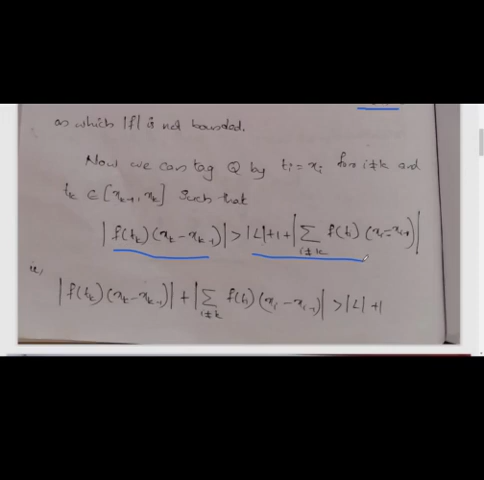 on which |f| is not bounded.
Now we can tag Q by tᵢ = xᵢ for i≠k and
tₖ ∈ [xₖ₋₁, xₖ] such that
|f(tₖ)(xₖ - xₖ₋₁)| > |L|+1+|∑_{i≠k} f(tᵢ)(xᵢ - xᵢ₋₁)|
ie,
|f(tₖ)(xₖ - xₖ₋₁)| + |∑_{i≠k} f(tᵢ)(xᵢ - xᵢ₋₁)| > |L|+1